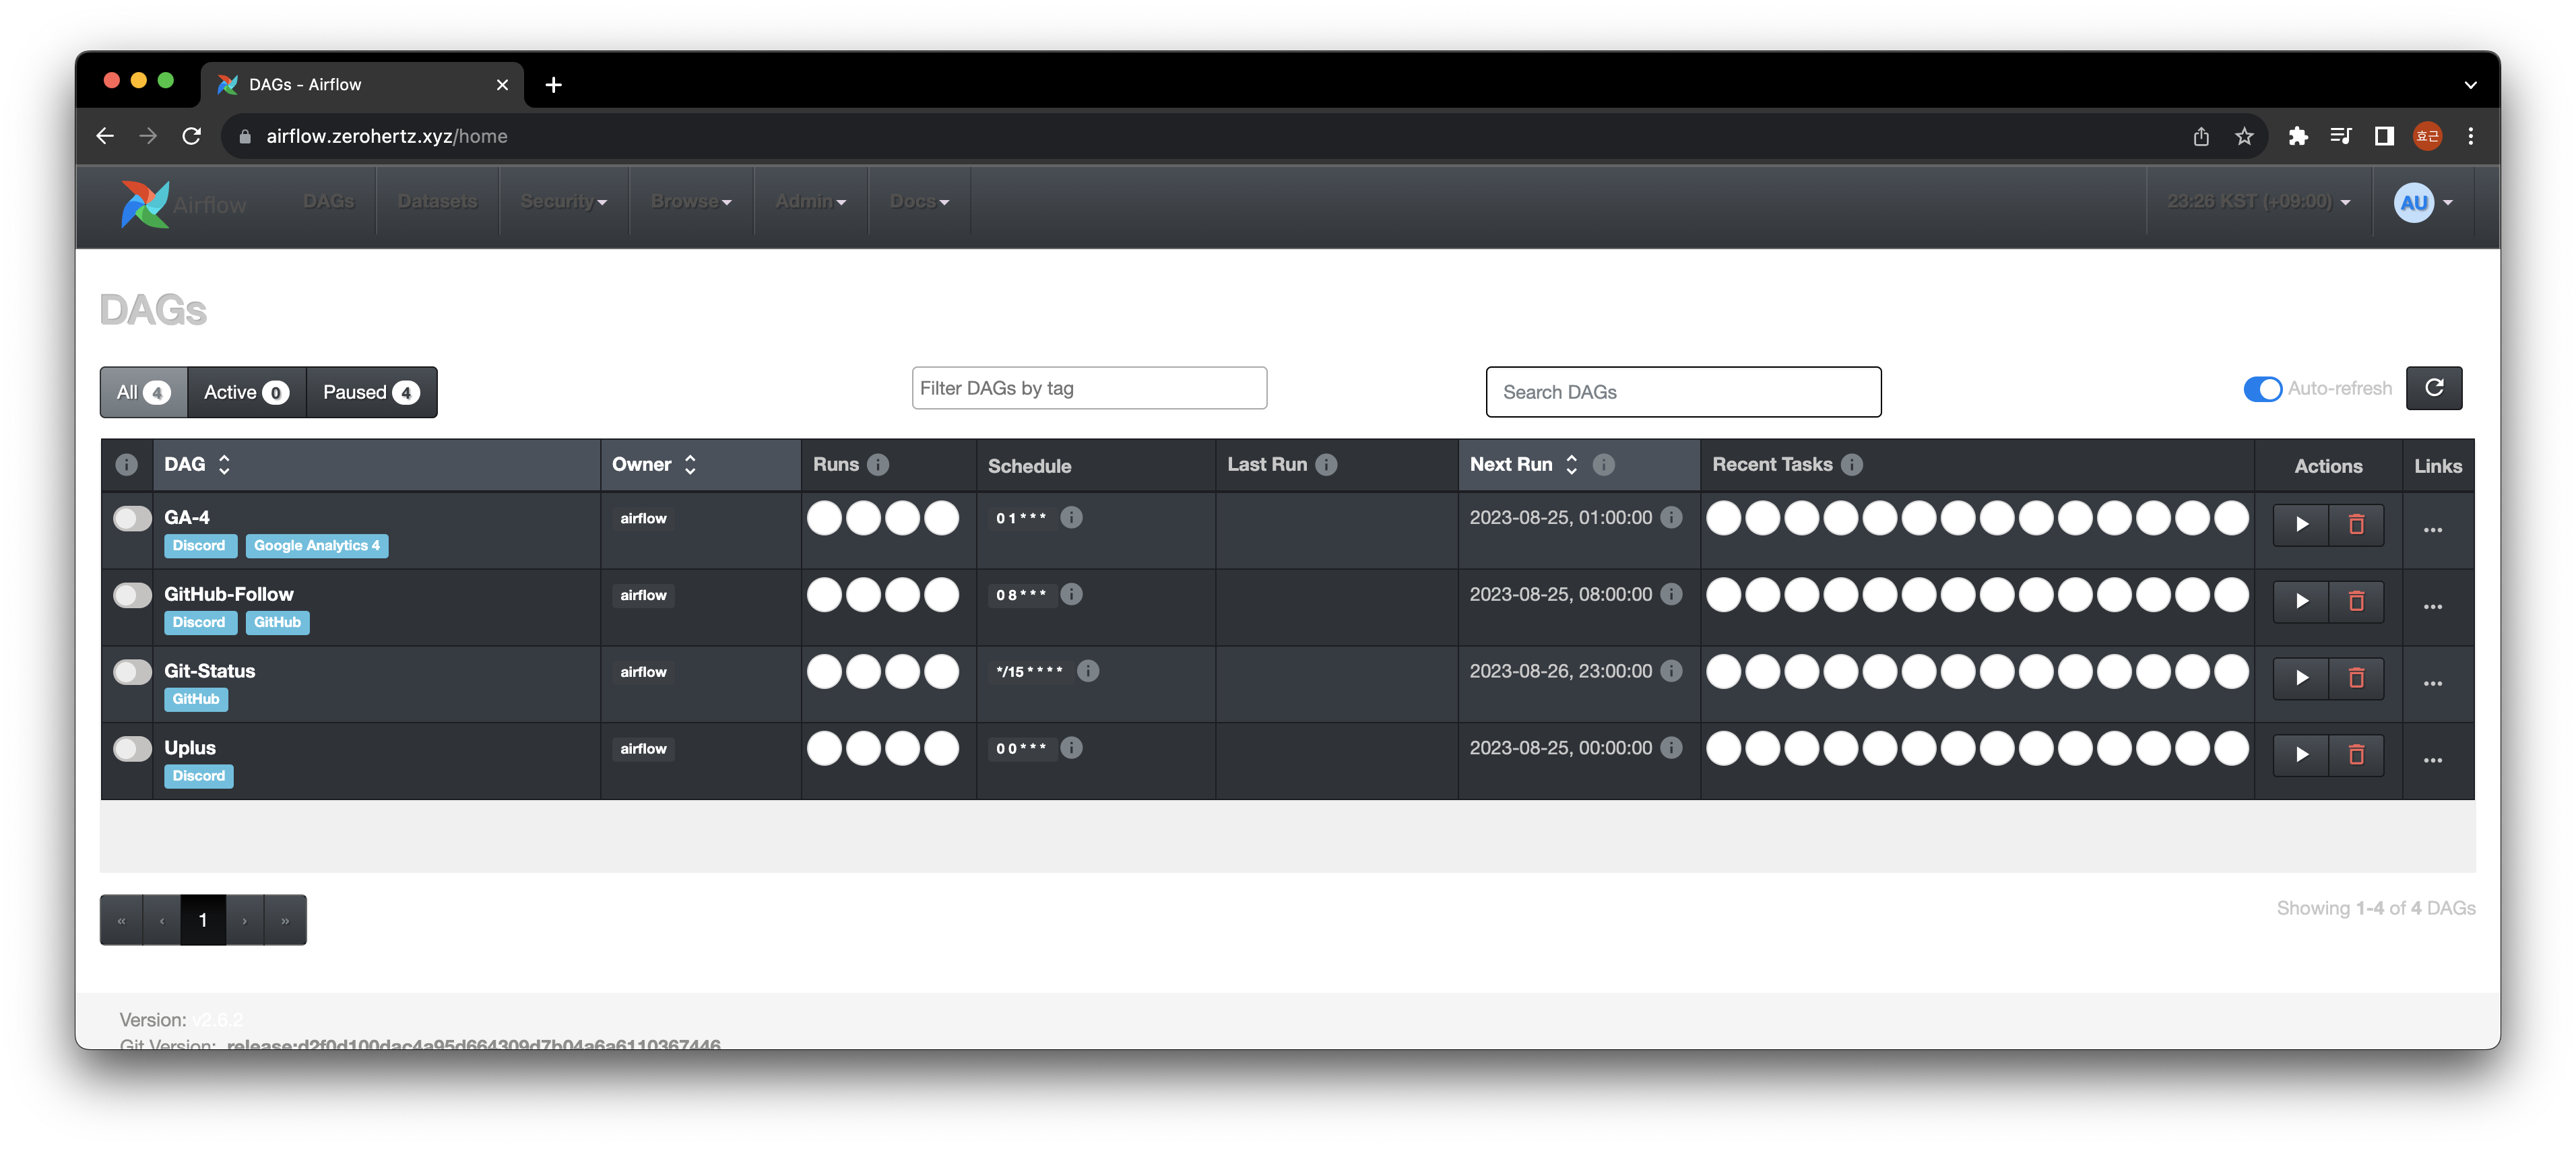 DAGs - Airflow
airflow.zerohertz.xyz/home
효근
Airflow DAGs Datasets Security Browse Admin Docs 23:26 KST (+09:00) AU
DAGs
All 4 Active 0 Paused 4 Filter DAGs by tag Search DAGs Auto-refresh
DAG Owner Runs Schedule Last Run Next Run Recent Tasks Actions Links
GA-4 airflow 0 1 * * * 2023-08-25, 01:00:00
Discord Google Analytics 4
GitHub-Follow airflow 0 8 * * * 2023-08-25, 08:00:00
Discord GitHub
Git-Status airflow */15 * * * * 2023-08-26, 23:00:00
GitHub
Uplus airflow 0 0 * * * 2023-08-25, 00:00:00
Discord
« ‹ 1 › »
Showing 1-4 of 4 DAGs
Version: v2.6.2
Git Version: .release:d2f0d100dac4a95d664309d7b04a6a6110367446